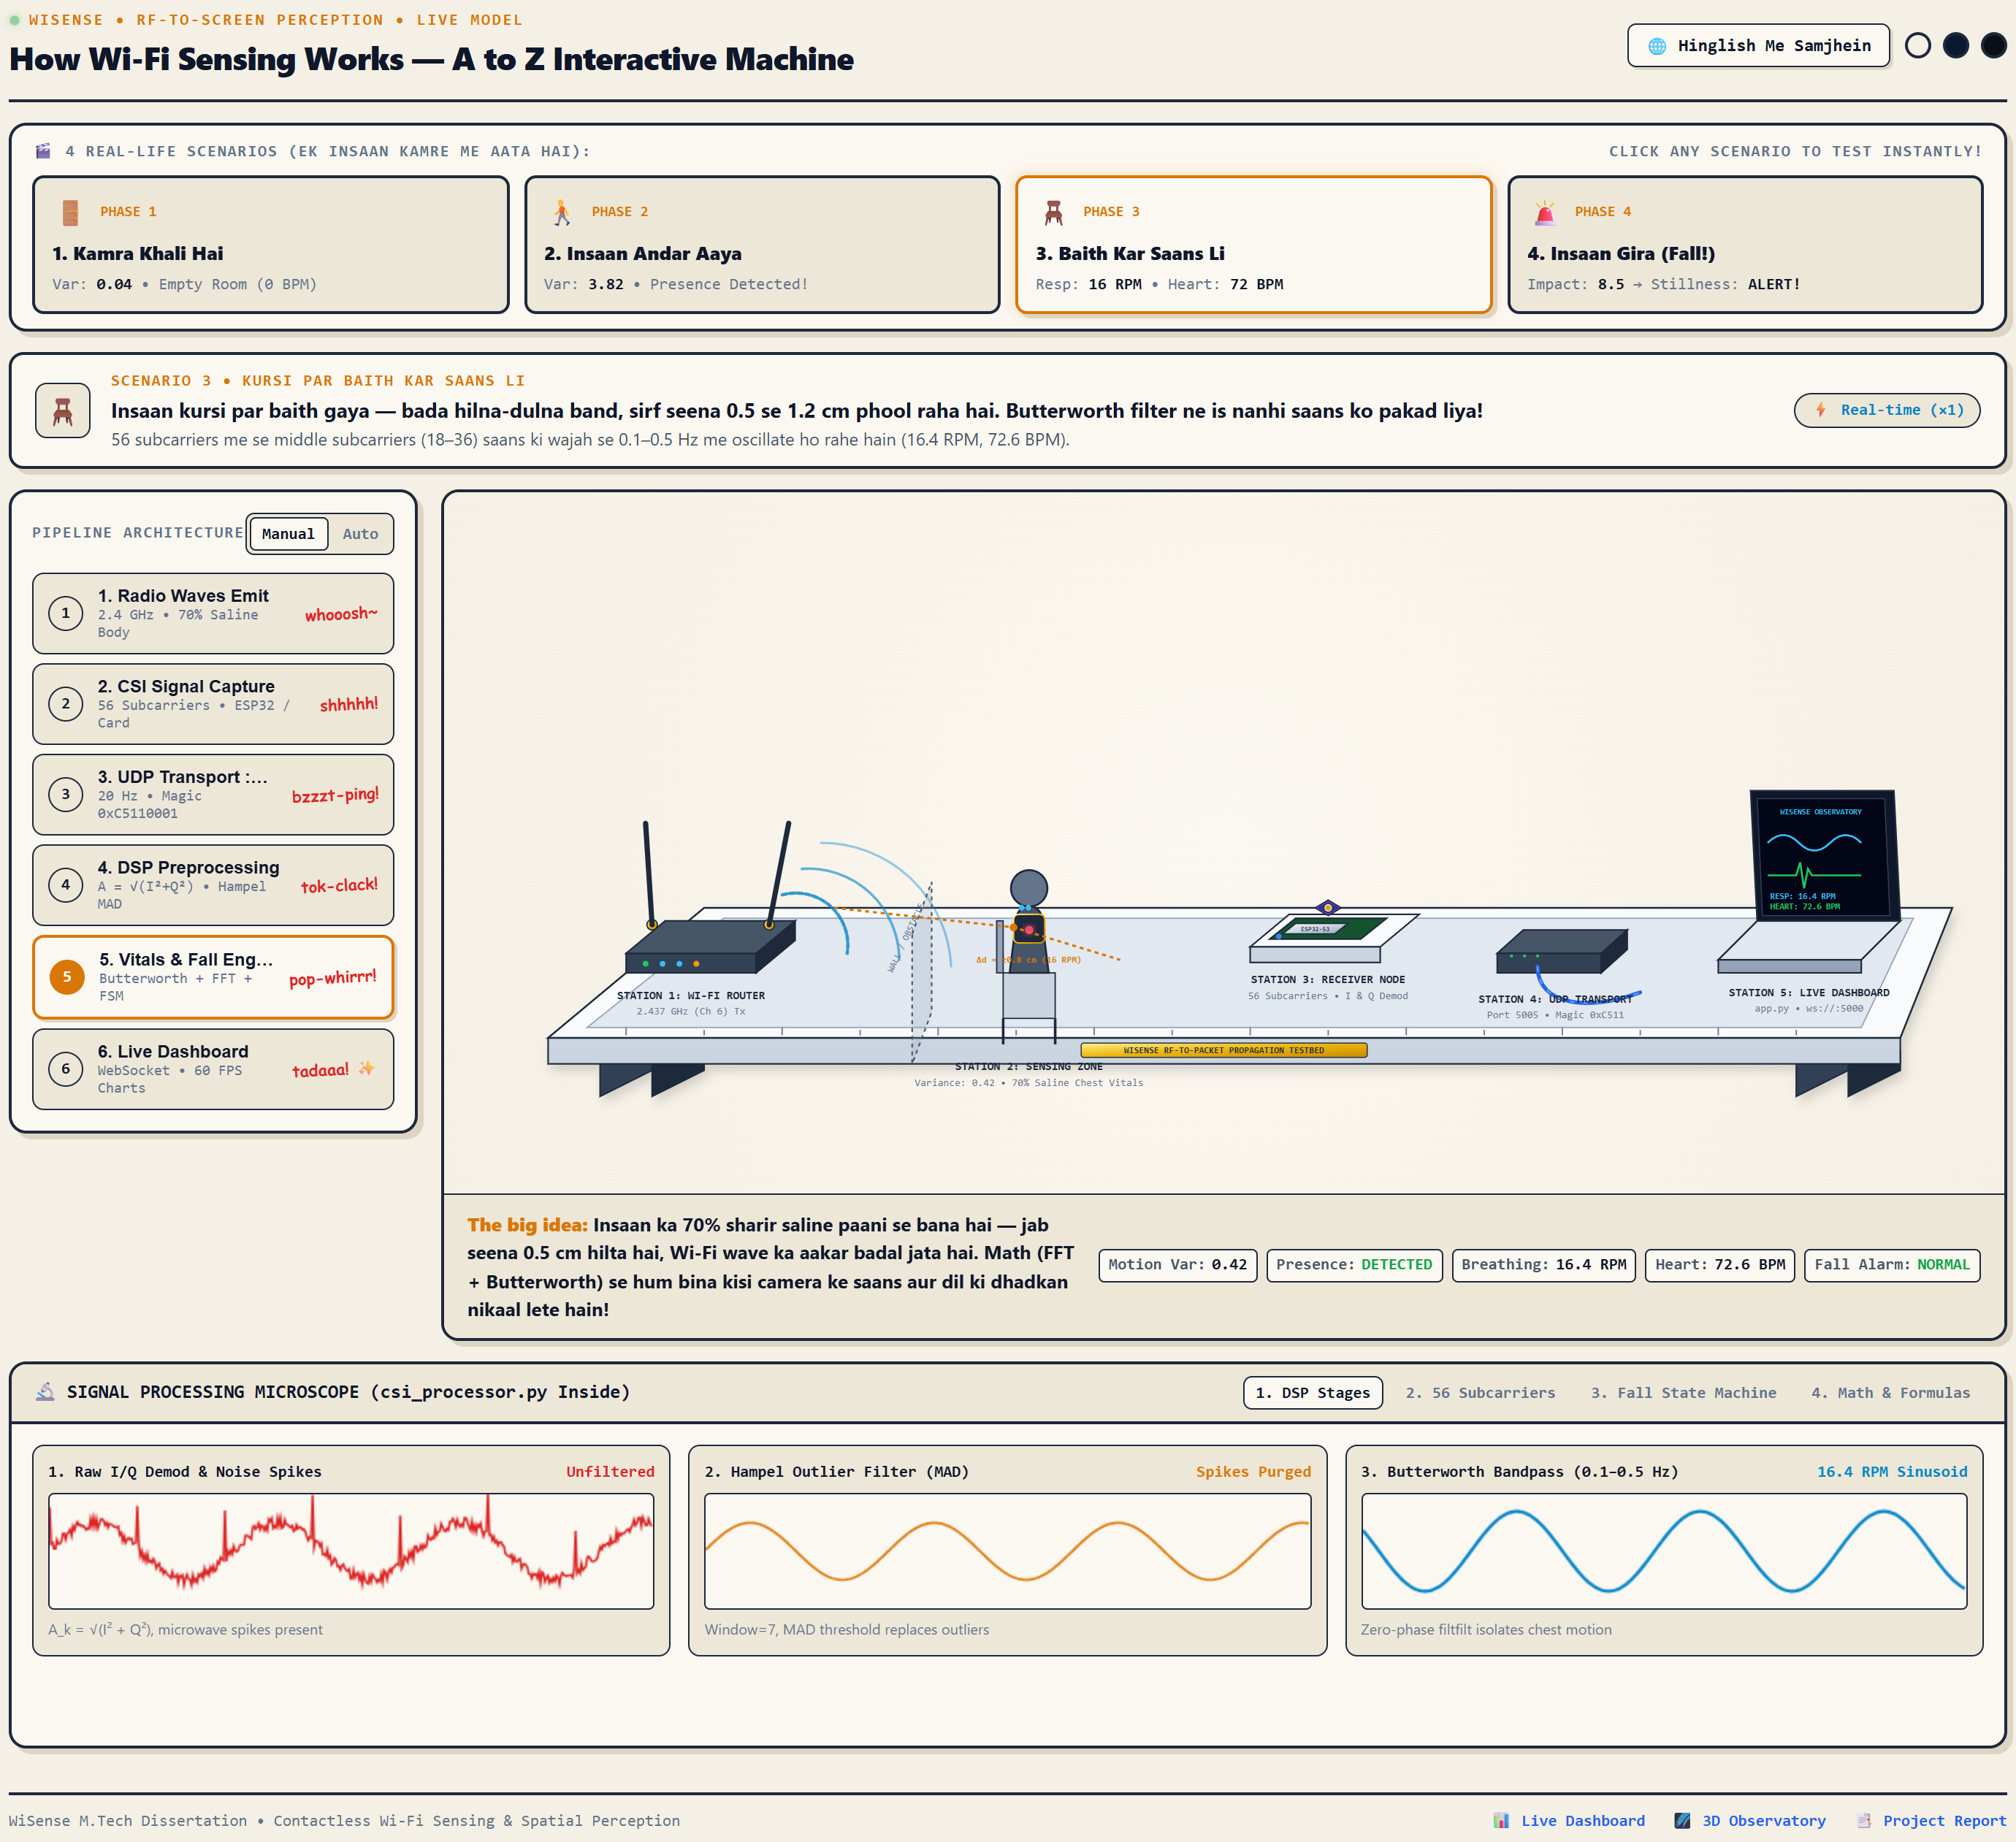 WISENSE • RF-TO-SCREEN PERCEPTION • LIVE MODEL
How Wi-Fi Sensing Works — A to Z Interactive Machine
Hinglish Me Samjhein
4 REAL-LIFE SCENARIOS (EK INSAAN KAMRE ME AATA HAI):
CLICK ANY SCENARIO TO TEST INSTANTLY!
PHASE 1
1. Kamra Khali Hai
Var: 0.04 • Empty Room (0 BPM)
PHASE 2
2. Insaan Andar Aaya
Var: 3.82 • Presence Detected!
PHASE 3
3. Baith Kar Saans Li
Resp: 16 RPM • Heart: 72 BPM
PHASE 4
4. Insaan Gira (Fall!)
Impact: 8.5 → Stillness: ALERT!
SCENARIO 3 • KURSI PAR BAITH KAR SAANS LI
Insaan kursi par baith gaya — bada hilna-dulna band, sirf seena 0.5 se 1.2 cm phool raha hai. Butterworth filter ne is nanhi saans ko pakad liya!
56 subcarriers me se middle subcarriers (18–36) saans ki wajah se 0.1–0.5 Hz me oscillate ho rahe hain (16.4 RPM, 72.6 BPM).
Real-time (×1)
PIPELINE ARCHITECTURE
Manual
Auto
1
1. Radio Waves Emit
2.4 GHz • 70% Saline
Body
whooosh~
2
2. CSI Signal Capture
56 Subcarriers • ESP32 /
Card
shhhhh!
3
3. UDP Transport :...
20 Hz • Magic
0xC5110001
bzzzt-ping!
4
4. DSP Preprocessing
A = √(I²+Q²) • Hampel
MAD
tok-clack!
5
5. Vitals & Fall Eng...
Butterworth + FFT +
FSM
pop-whirrr!
6
6. Live Dashboard
WebSocket • 60 FPS
Charts
tadaaa! ✨
WISENSE OBSERVATORY
RESP: 16.4 RPM
HEART: 72.6 BPM
WALL / OBSTACLE
Δd = ±0.8 cm (16 RPM)
ESP32-S3
STATION 1: WI-FI ROUTER
2.437 GHz (Ch 6) Tx
STATION 3: RECEIVER NODE
56 Subcarriers • I & Q Demod
STATION 4: UDP TRANSPORT
Port 5005 • Magic 0xC511
STATION 5: LIVE DASHBOARD
app.py • ws://:5000
WISENSE RF-TO-PACKET PROPAGATION TESTBED
STATION 2: SENSING ZONE
Variance: 0.42 • 70% Saline Chest Vitals
The big idea: Insaan ka 70% sharir saline paani se bana hai — jab
seena 0.5 cm hilta hai, Wi-Fi wave ka aakar badal jata hai. Math (FFT
+ Butterworth) se hum bina kisi camera ke saans aur dil ki dhadkan
nikaal lete hain!
Motion Var: 0.42
Presence: DETECTED
Breathing: 16.4 RPM
Heart: 72.6 BPM
Fall Alarm: NORMAL
SIGNAL PROCESSING MICROSCOPE (csi_processor.py Inside)
1. DSP Stages
2. 56 Subcarriers
3. Fall State Machine
4. Math & Formulas
1. Raw I/Q Demod & Noise Spikes
Unfiltered
A_k = √(I² + Q²), microwave spikes present
2. Hampel Outlier Filter (MAD)
Spikes Purged
Window=7, MAD threshold replaces outliers
3. Butterworth Bandpass (0.1–0.5 Hz)
16.4 RPM Sinusoid
Zero-phase filtfilt isolates chest motion
WiSense M.Tech Dissertation • Contactless Wi-Fi Sensing & Spatial Perception
Live Dashboard
3D Observatory
Project Report